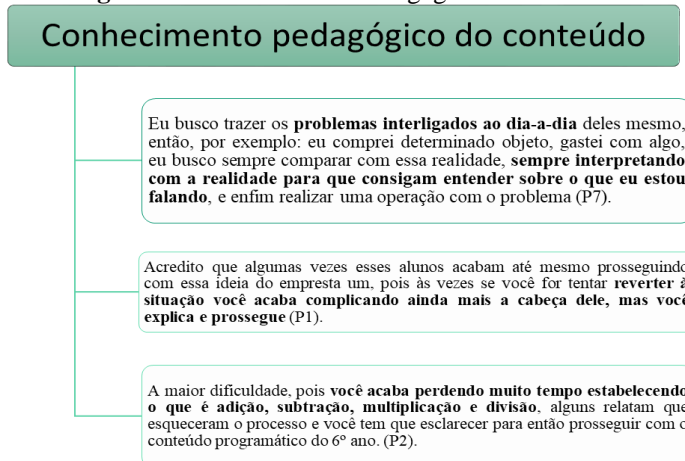 Conhecimento pedagógico do conteúdo
Eu busco trazer os problemas interligados ao dia-a-dia deles mesmo,
então, por exemplo: eu comprei determinado objeto, gastei com algo,
eu busco sempre comparar com essa realidade, sempre interpretando
com a realidade para que consigam entender sobre o que eu estou
falando, e enfim realizar uma operação com o problema (P7).
Acredito que algumas vezes esses alunos acabam até mesmo prosseguindo
com essa ideia do empresta um, pois às vezes se você for tentar reverter à
situação você acaba complicando ainda mais a cabeça dele, mas você
explica e prossegue (P1).
A maior dificuldade, pois você acaba perdendo muito tempo estabelecendo
o que é adição, subtração, multiplicação e divisão, alguns relatam que
esqueceram o processo e você tem que esclarecer para então prosseguir com o
conteúdo programático do 6º ano. (P2).